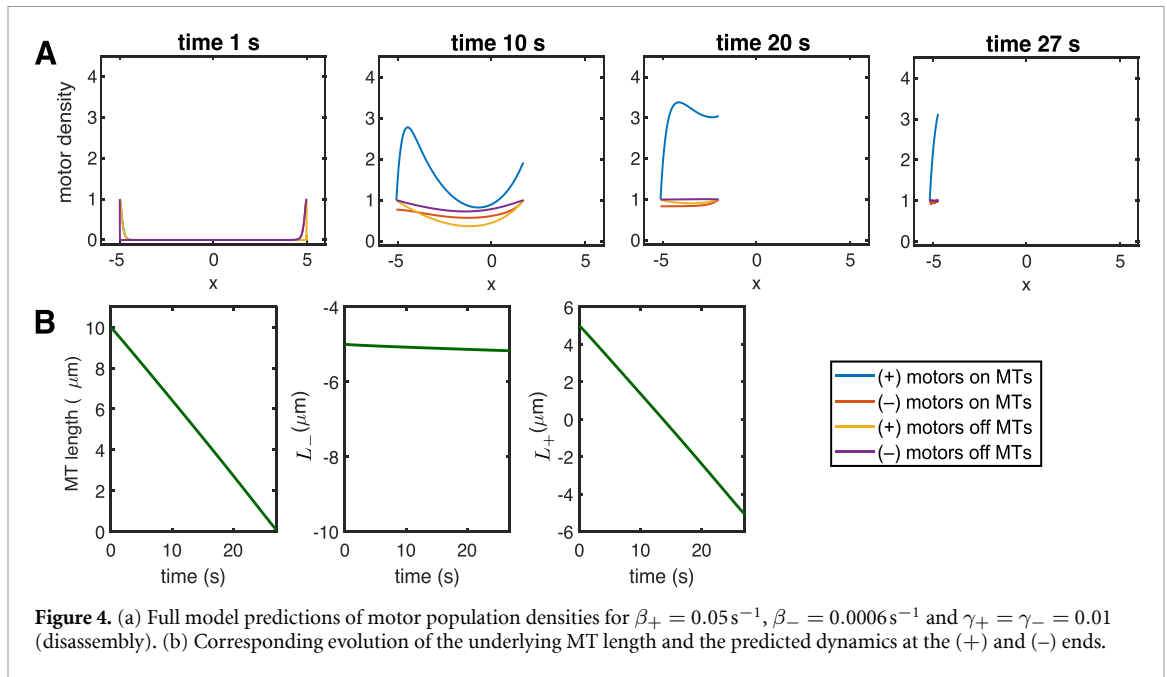 A
time 1 s
time 10 s
time 20 s
time 27 s
motor density
4
3
2
1
0
-5
0
5
x
4
3
2
1
0
-5
0
5
x
4
3
2
1
0
-5
0
5
x
4
3
2
1
0
-5
0
5
x
B
MT length ( μm)
10
8
6
4
2
0
0
10
20
time (s)
L₋ (μm)
-4
-6
-8
-10
0
10
20
time (s)
L₊ (μm)
6
4
2
0
-2
-4
-6
0
10
20
time (s)
(+) motors on MTs
(−) motors on MTs
(+) motors off MTs
(−) motors off MTs
Figure 4. (a) Full model predictions of motor population densities for β₊ = 0.05 s⁻¹, β₋ = 0.0006 s⁻¹ and γ₊ = γ₋ = 0.01
(disassembly). (b) Corresponding evolution of the underlying MT length and the predicted dynamics at the (+) and (–) ends.